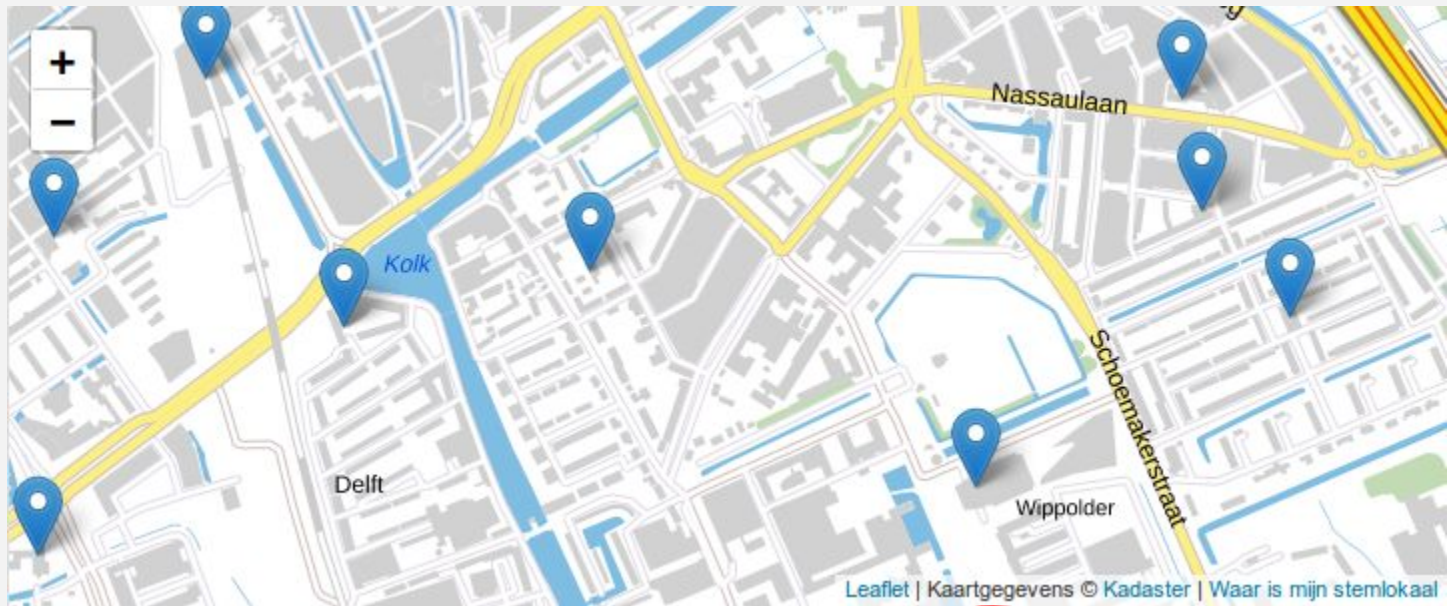 +
−
Nassaulaan
Kolk
Schoemakerstraat
Delft
Wippolder
Leaflet | Kaartgegevens © Kadaster | Waar is mijn stemlokaal